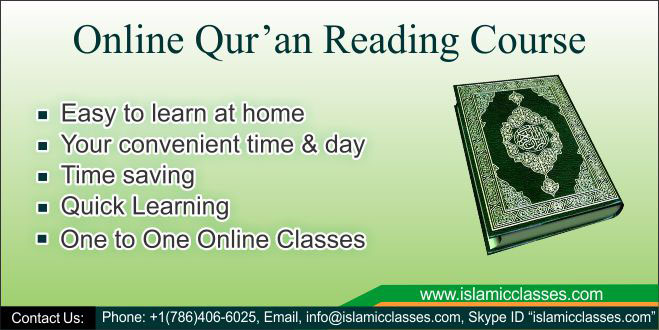 Online Qur’an Reading Course
Easy to learn at home
Your convenient time & day
Time saving
Quick Learning
One to One Online Classes
www.islamicclasses.com
Contact Us: Phone: +1(786)406-6025, Email, info@islamicclasses.com, Skype ID “islamicclasses.com”